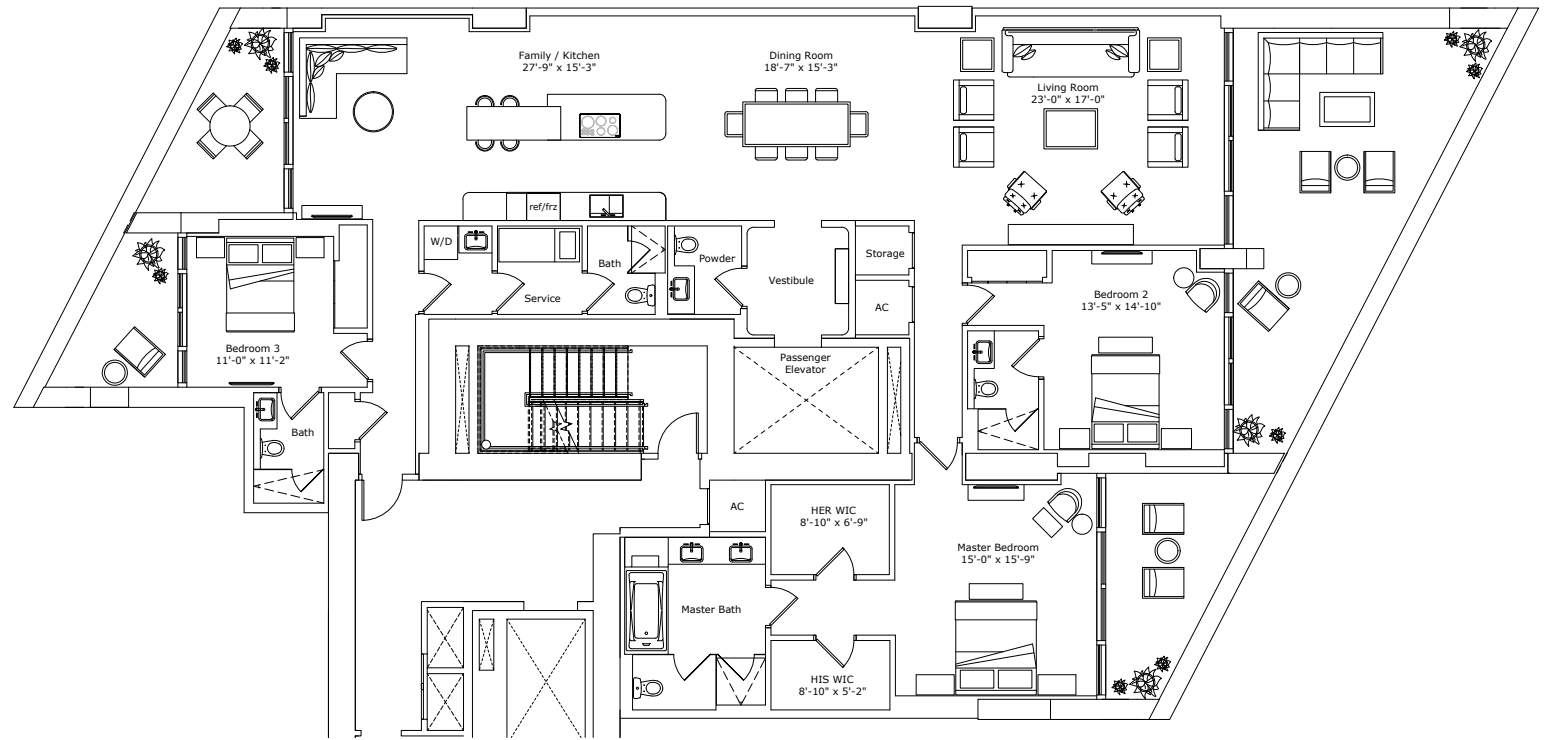 Family / Kitchen
27'-9" x 15'-3"
Dining Room
18'-7" x 15'-3"
Living Room
23'-0" x 17'-0"
ref/frz
W/D
Bath
Powder
Service
Vestibule
Storage
AC
Bedroom 2
13'-5" x 14'-10"
Bedroom 3
11'-0" x 11'-2"
Passenger
Elevator
Bath
AC
HER WIC
8'-10" x 6'-9"
Master Bedroom
15'-0" x 15'-9"
Master Bath
HIS WIC
8'-10" x 5'-2"